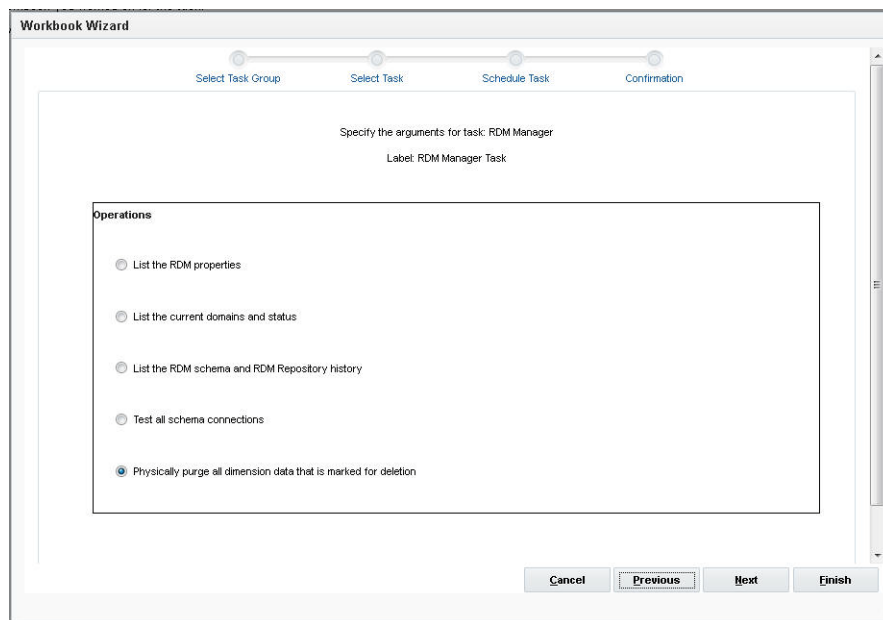 Workbook Wizard
Select Task Group
Select Task
Schedule Task
Confirmation
Specify the arguments for task: RDM Manager
Label: RDM Manager Task
Operations
List the RDM properties
List the current domains and status
List the RDM schema and RDM Repository history
Test all schema connections
Physically purge all dimension data that is marked for deletion
Cancel
Previous
Next
Finish